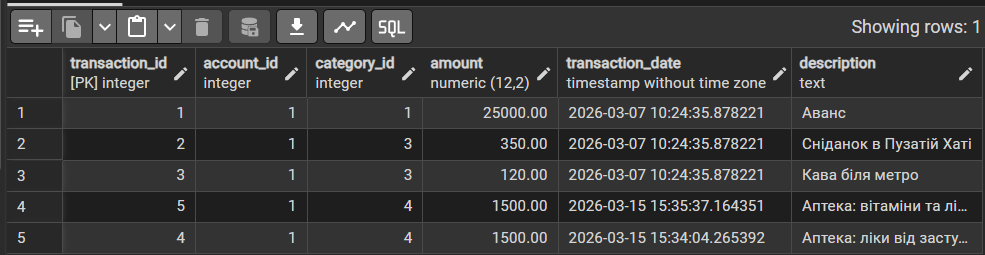 SQL
Showing rows: 1
transaction_id account_id category_id amount transaction_date description
[PK] integer integer integer numeric (12,2) timestamp without time zone text
1 1 1 1 25000.00 2026-03-07 10:24:35.878221 Аванс
2 2 1 3 350.00 2026-03-07 10:24:35.878221 Сніданок в Пузатій Хаті
3 3 1 3 120.00 2026-03-07 10:24:35.878221 Кава біля метро
4 5 1 4 1500.00 2026-03-15 15:35:37.164351 Аптека: вітаміни та лі...
5 4 1 4 1500.00 2026-03-15 15:34:04.265392 Аптека: ліки від засту...